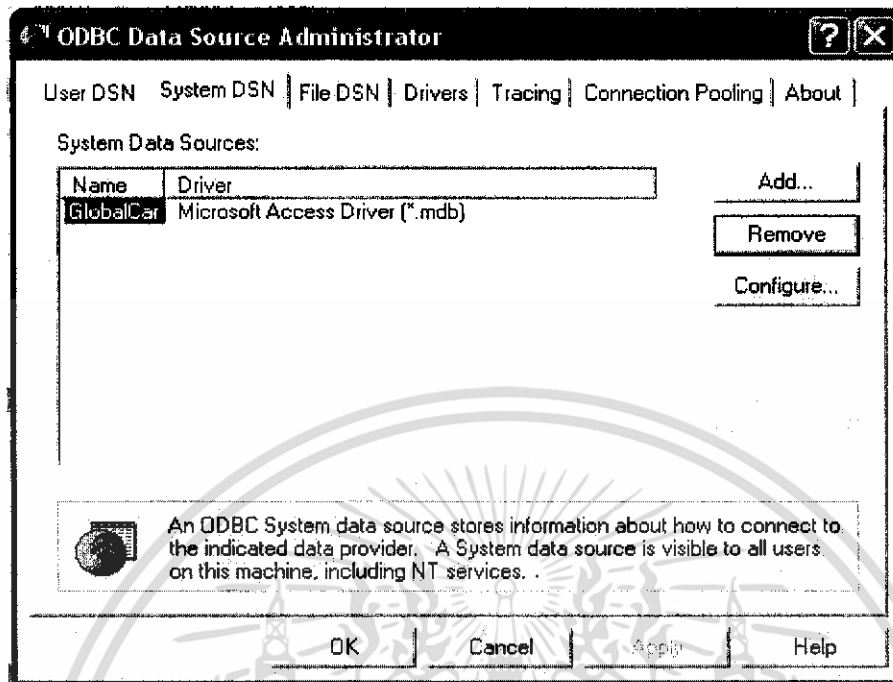 ODBC Data Source Administrator
User DSN System DSN File DSN Drivers Tracing Connection Pooling About
System Data Sources:
Name Driver
GlobalCar Microsoft Access Driver (*.mdb)
Add...
Remove
Configure...
An ODBC System data source stores information about how to connect to
the indicated data provider. A System data source is visible to all users
on this machine, including NT services.
OK Cancel Apply Help